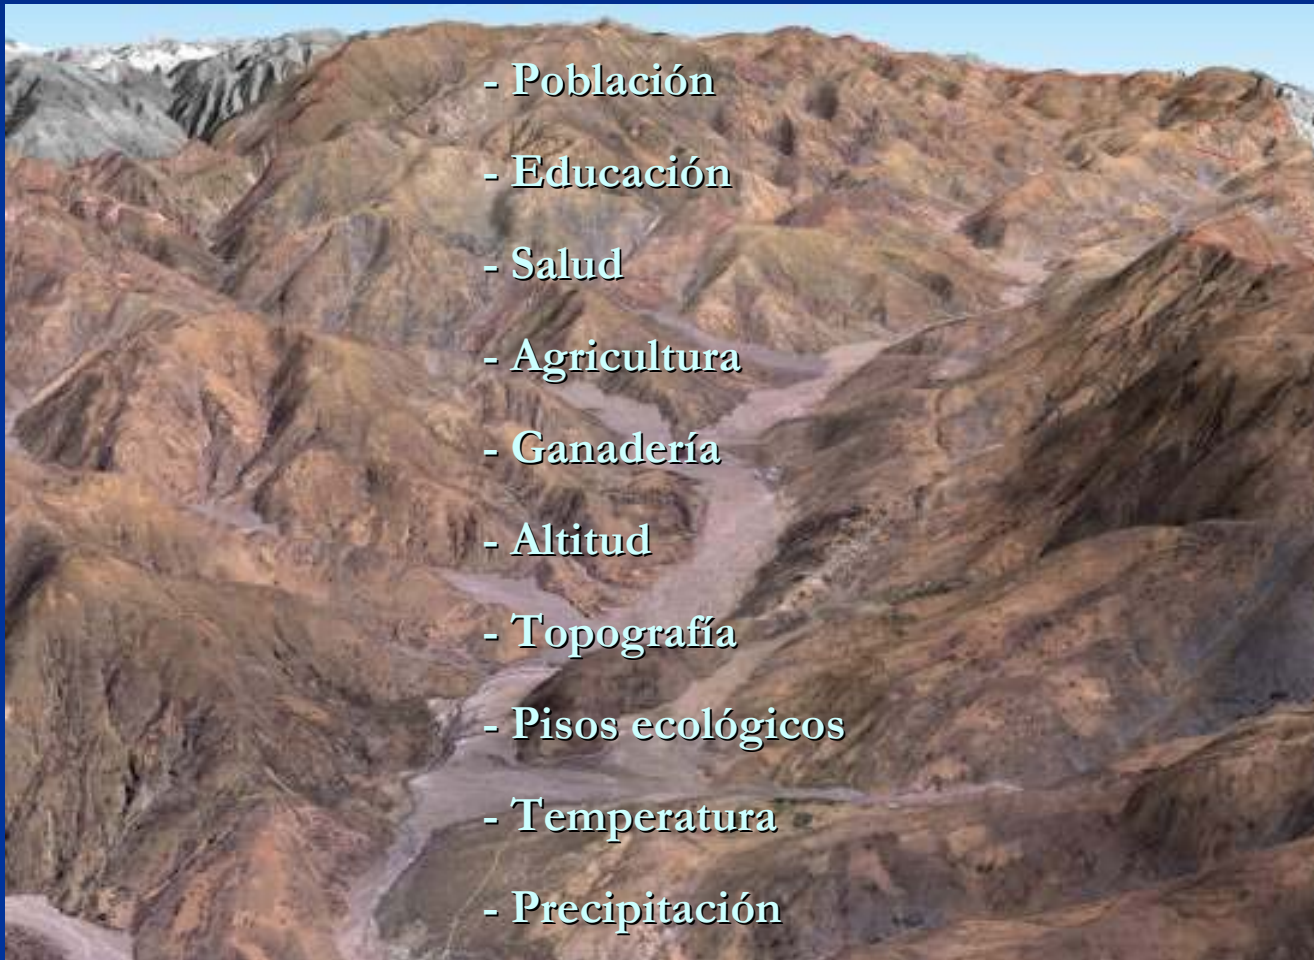 - Población
- Educación
- Salud
- Agricultura
- Ganadería
- Altitud
- Topografía
- Pisos ecológicos
- Temperatura
- Precipitación